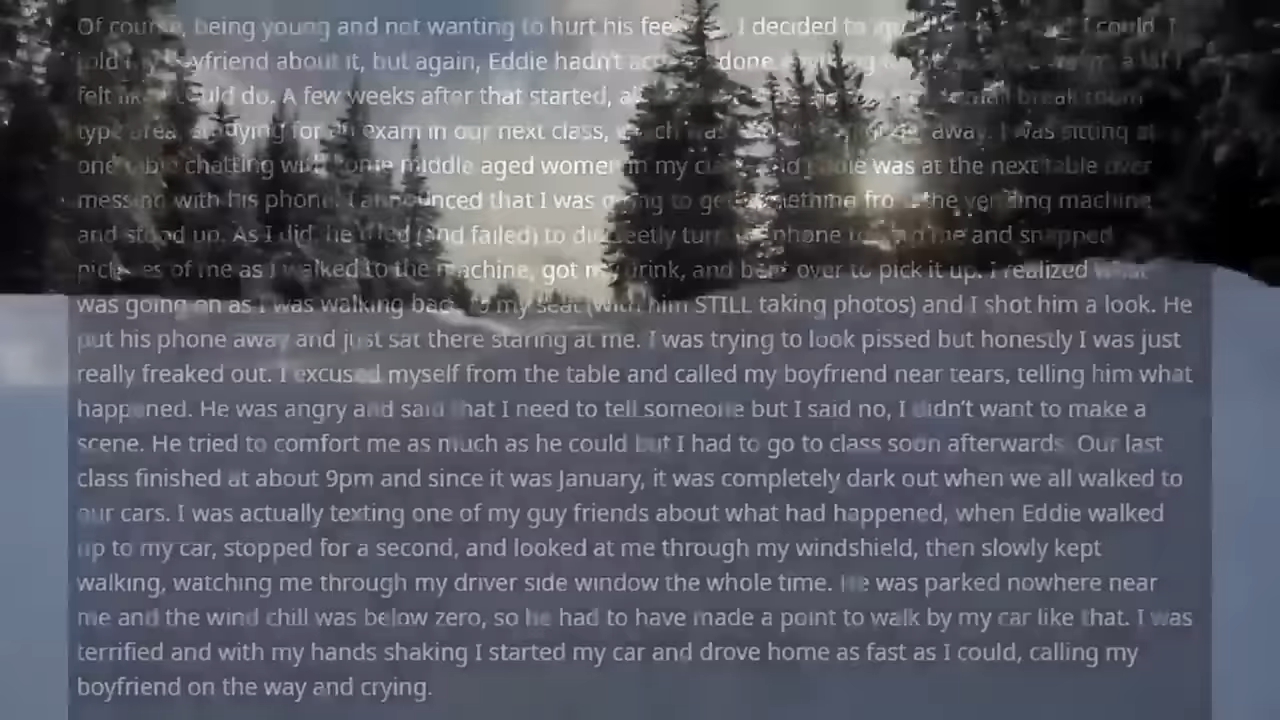 Of course, being young and not wanting to hurt his I decided to I could. I
told my boyfriend about it, but again, Eddie hadn't done
felt like I could do. A few weeks after that started, small break room
type area, studying for an exam in our next class, which was away. I was sitting at
one table chatting with some middle aged women in my class and Eddie was at the next table over
messing with his phone. I announced that I was going to get something from the vending machine
and stood up. As I did, he tried (and failed) to discreetly turn his phone me and snapped
pictures of me as I walked to the machine, got my drink, and bent over to pick it up. I realized what
was going on as I was walking back to my seat (with him STILL taking photos) and I shot him a look. He
put his phone away and just sat there staring at me. I was trying to look pissed but honestly I was just
really freaked out. I excused myself from the table and called my boyfriend near tears, telling him what
happened. He was angry and said that I need to tell someone but I said no, I didn't want to make a
scene. He tried to comfort me as much as he could but I had to go to class soon afterwards. Our last
class finished at about 9pm and since it was January, it was completely dark out when we all walked to
our cars. I was actually texting one of my guy friends about what had happened, when Eddie walked
up to my car, stopped for a second, and looked at me through my windshield, then slowly kept
walking, watching me through my driver side window the whole time. He was parked nowhere near
me and the wind chill was below zero, so he had to have made a point to walk by my car like that. I was
terrified and with my hands shaking I started my car and drove home as fast as I could, calling my
boyfriend on the way and crying.